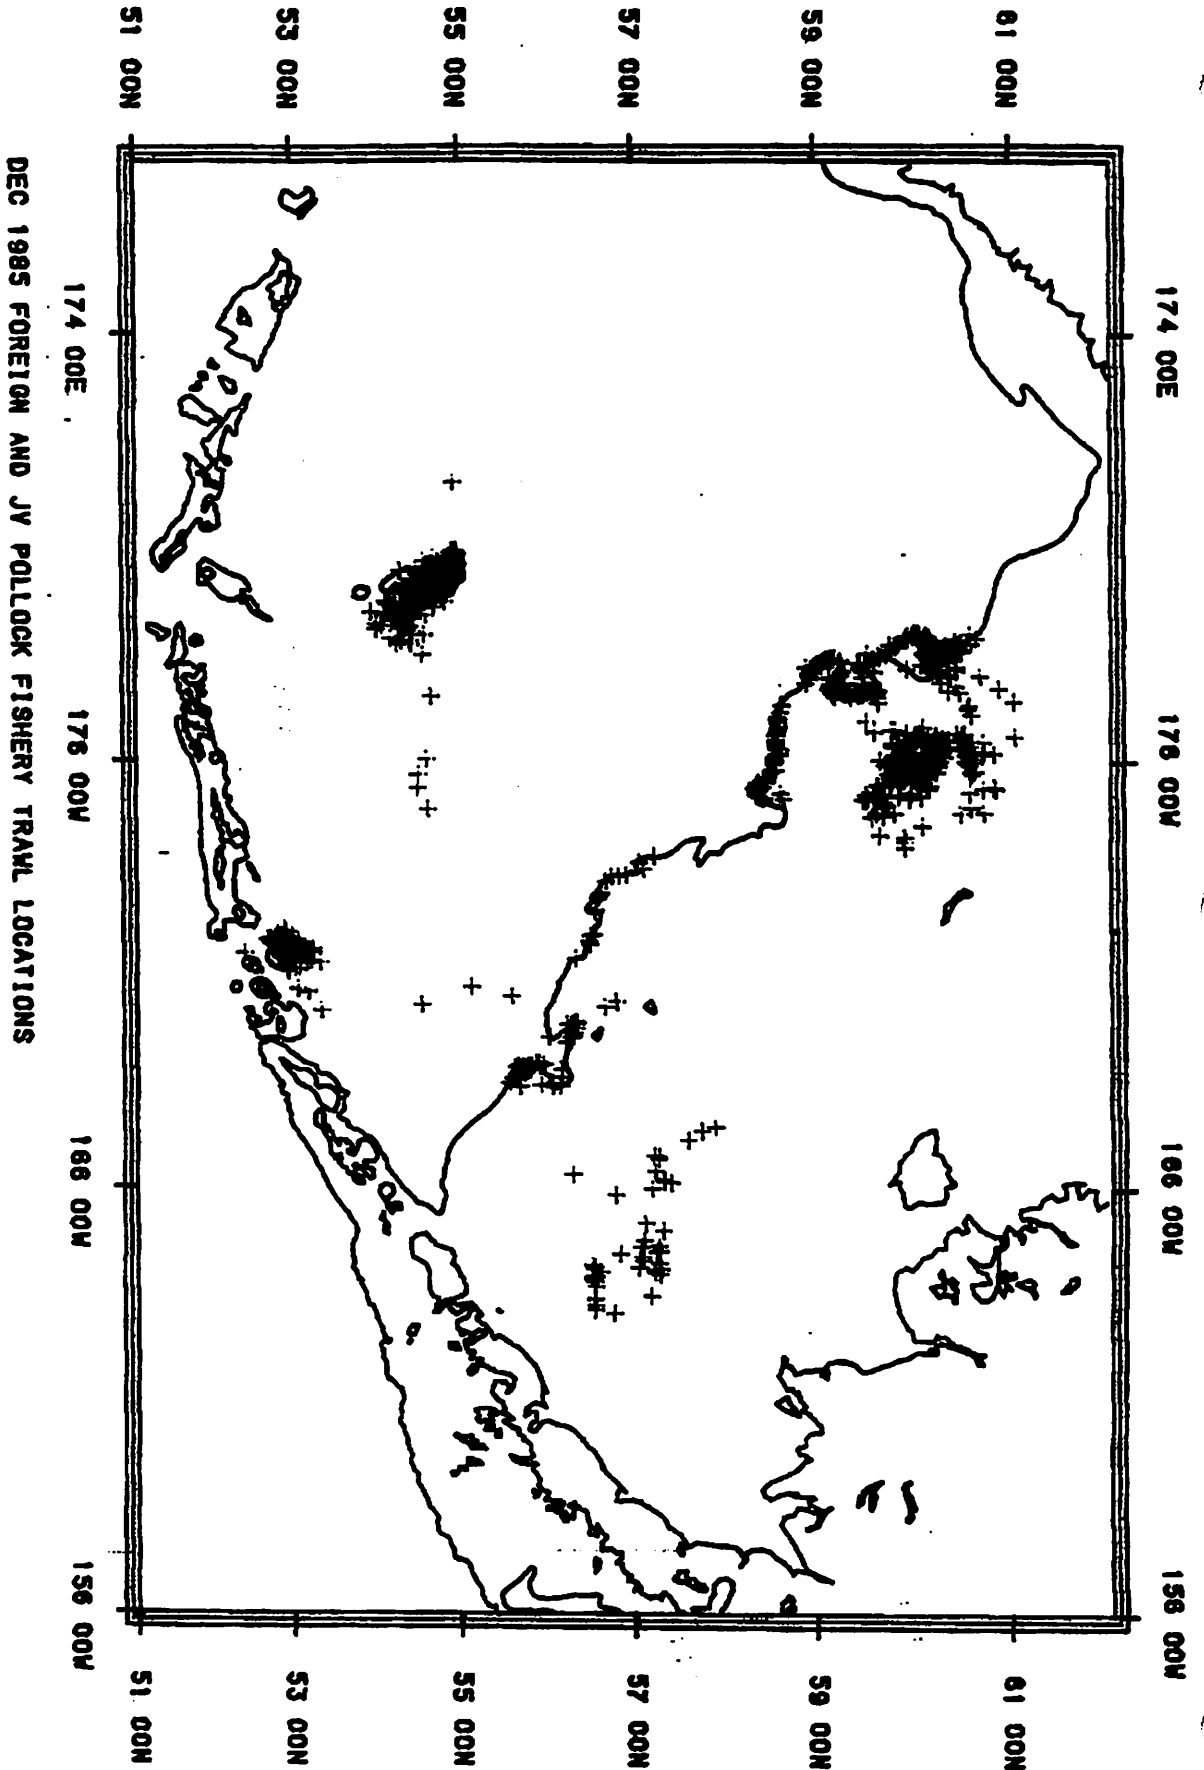 174 00E
176 00W
166 00W
156 00W
61 00N
61 00N
59 00N
59 00N
57 00N
57 00N
55 00N
55 00N
53 00N
53 00N
51 00N
51 00N
174 00E
176 00W
166 00W
156 00W
DEC 1985 FOREIGN AND JV POLLOCK FISHERY TRAWL LOCATIONS